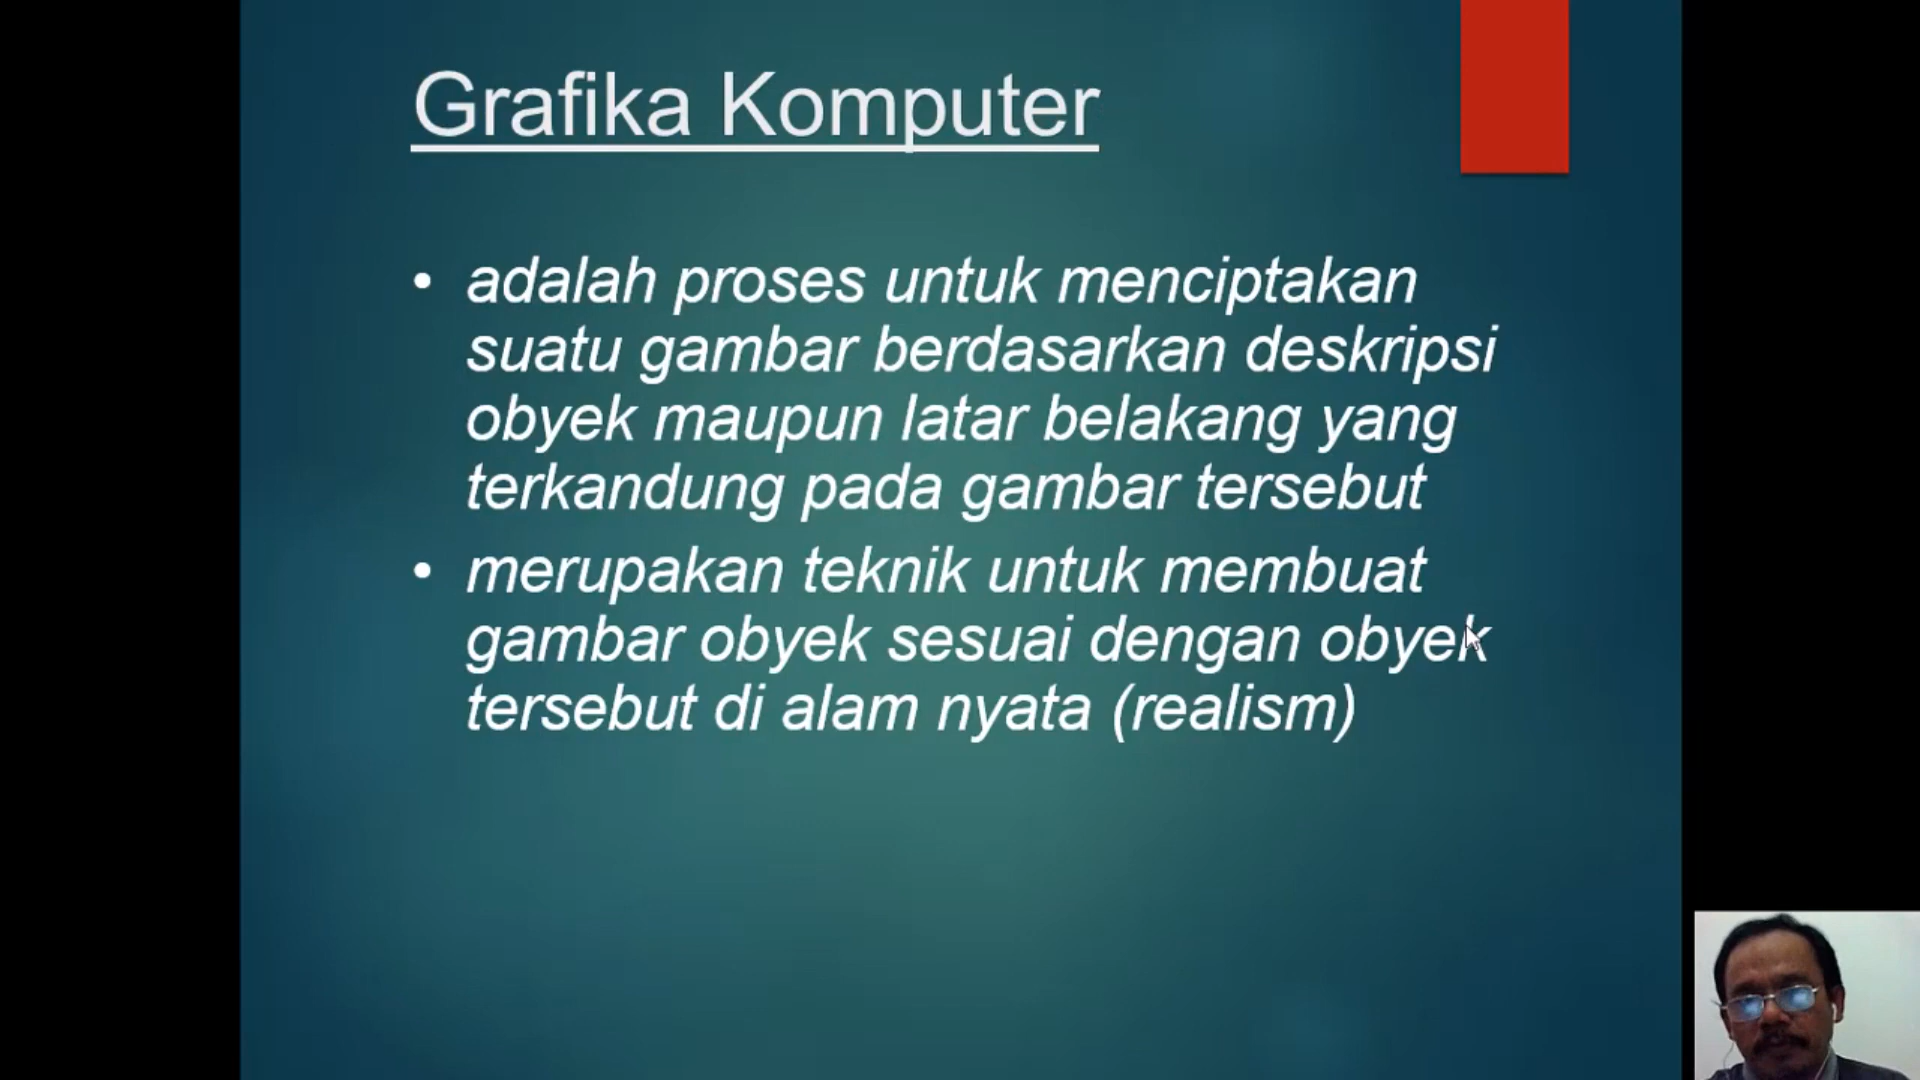 Grafika Komputer
• adalah proses untuk menciptakan
suatu gambar berdasarkan deskripsi
obyek maupun latar belakang yang
terkandung pada gambar tersebut
• merupakan teknik untuk membuat
gambar obyek sesuai dengan obyek
tersebut di alam nyata (realism)